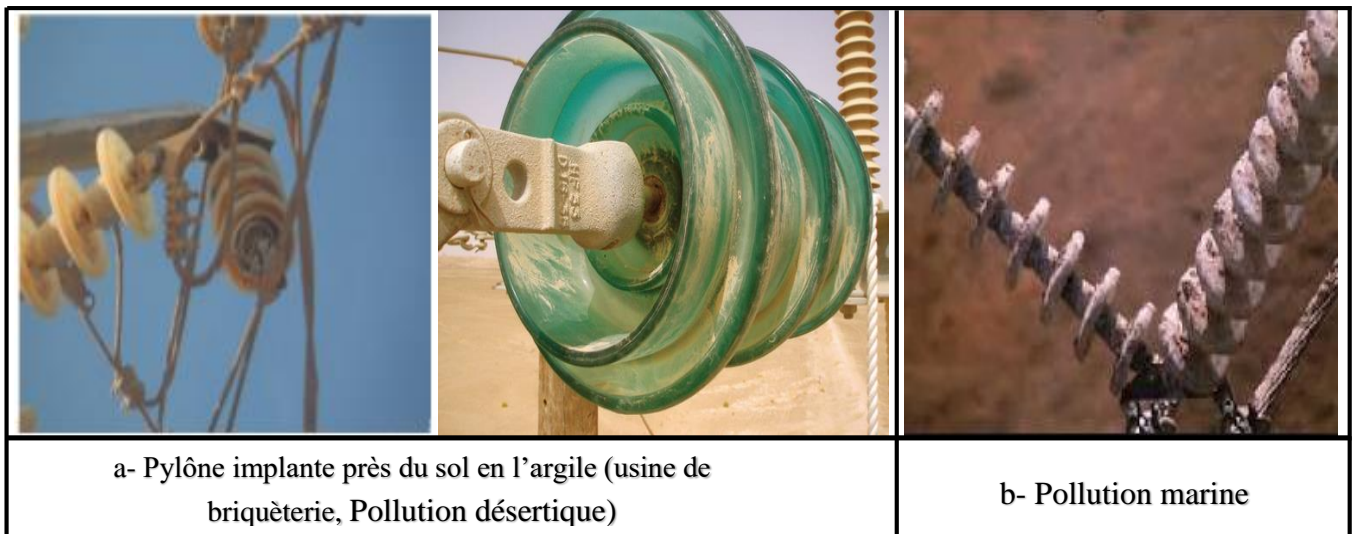 a- Pylône implante près du sol en l'argile (usine de
briquèterie, Pollution désertique)
b- Pollution marine